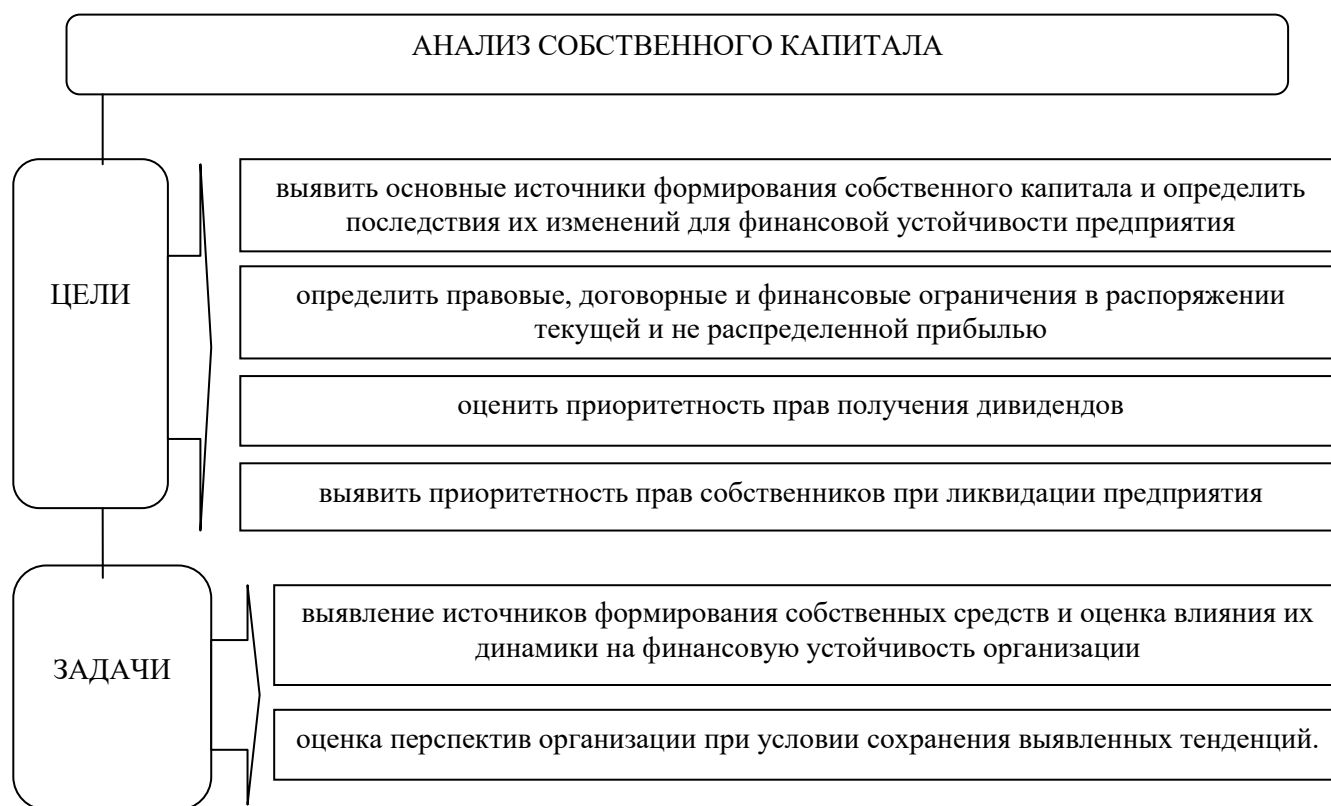 АНАЛИЗ СОБСТВЕННОГО КАПИТАЛА
ЦЕЛИ
выявить основные источники формирования собственного капитала и определить
последствия их изменений для финансовой устойчивости предприятия
определить правовые, договорные и финансовые ограничения в распоряжении
текущей и не распределенной прибылью
оценить приоритетность прав получения дивидендов
выявить приоритетность прав собственников при ликвидации предприятия
ЗАДАЧИ
выявление источников формирования собственных средств и оценка влияния их
динамики на финансовую устойчивость организации
оценка перспектив организации при условии сохранения выявленных тенденций.